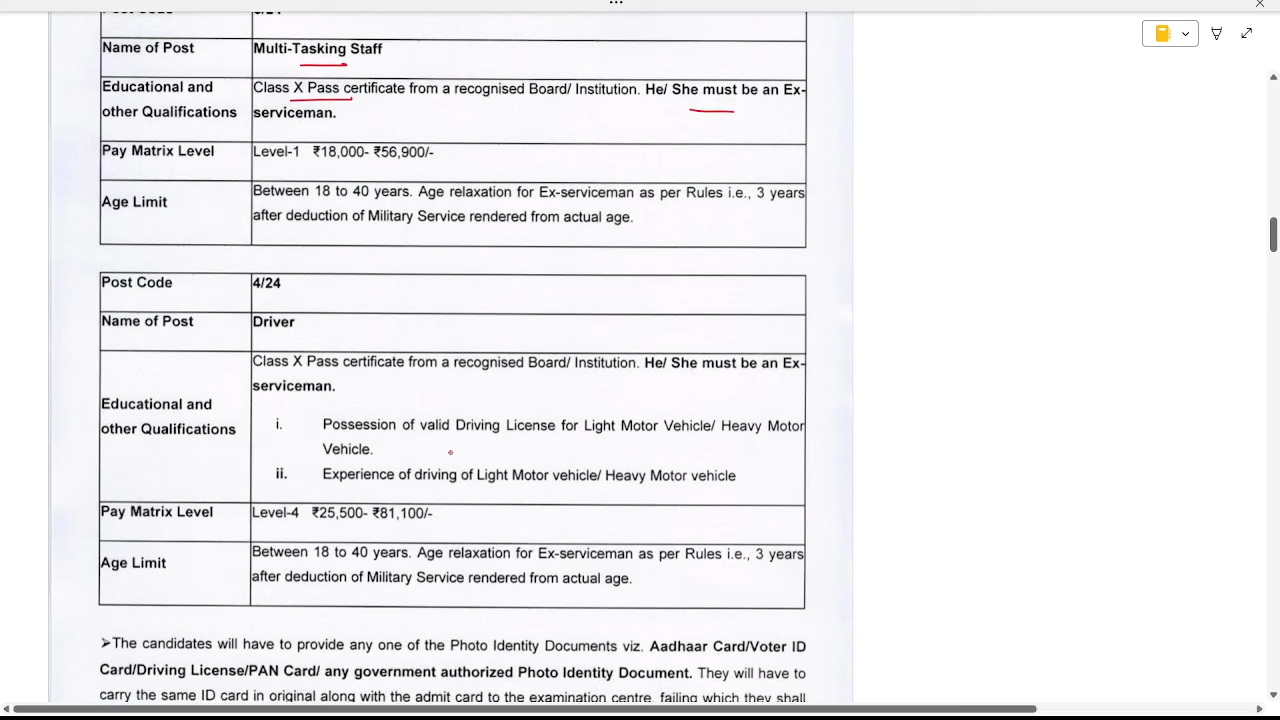 Name of Post Multi-Tasking Staff
Educational and other Qualifications Class X Pass certificate from a recognised Board/ Institution. He/ She must be an Ex-
serviceman.
Pay Matrix Level Level-1 ₹18,000- ₹56,900/-
Age Limit Between 18 to 40 years. Age relaxation for Ex-serviceman as per Rules i.e., 3 years
after deduction of Military Service rendered from actual age.
Post Code 4/24
Name of Post Driver
Educational and
other Qualifications
Class X Pass certificate from a recognised Board/ Institution. He/ She must be an Ex-
serviceman.
i. Possession of valid Driving License for Light Motor Vehicle/ Heavy Motor
Vehicle.
ii. Experience of driving of Light Motor vehicle/ Heavy Motor vehicle
Pay Matrix Level Level-4 ₹25,500- ₹81,100/-
Age Limit Between 18 to 40 years. Age relaxation for Ex-serviceman as per Rules i.e., 3 years
after deduction of Military Service rendered from actual age.
➢The candidates will have to provide any one of the Photo Identity Documents viz. Aadhaar Card/Voter ID
Card/Driving License/PAN Card/ any government authorized Photo Identity Document. They will have to
carry the same ID card in original along with the admit card to the examination centre, failing which they shall